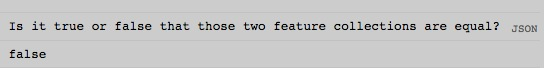 Is it true or false that those two feature collections are equal? JSON
false